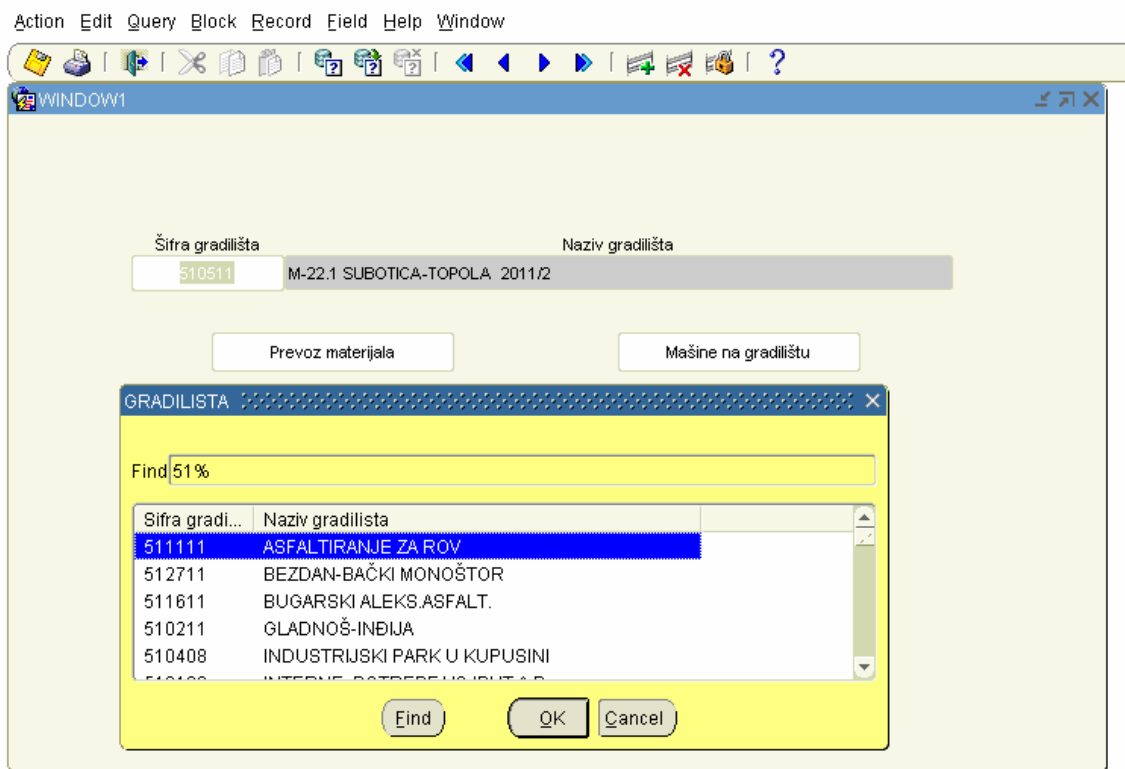 Action Edit Query Block Record Field Help Window
WINDOW1
Šifra gradilišta Naziv gradilišta
510511 M-22.1 SUBOTICA-TOPOLA 2011/2
Prevoz materijala Mašine na gradilištu
GRADILISTA
Find 51%
Sifra gradi... Naziv gradilista
511111 ASFALTIRANJE ZA ROV
512711 BEZDAN-BAČKI MONOŠTOR
511611 BUGARSKI ALEKS.ASFALT.
510211 GLADNOŠ-INĐIJA
510408 INDUSTRIJSKI PARK U KUPUSINI
Find OK Cancel